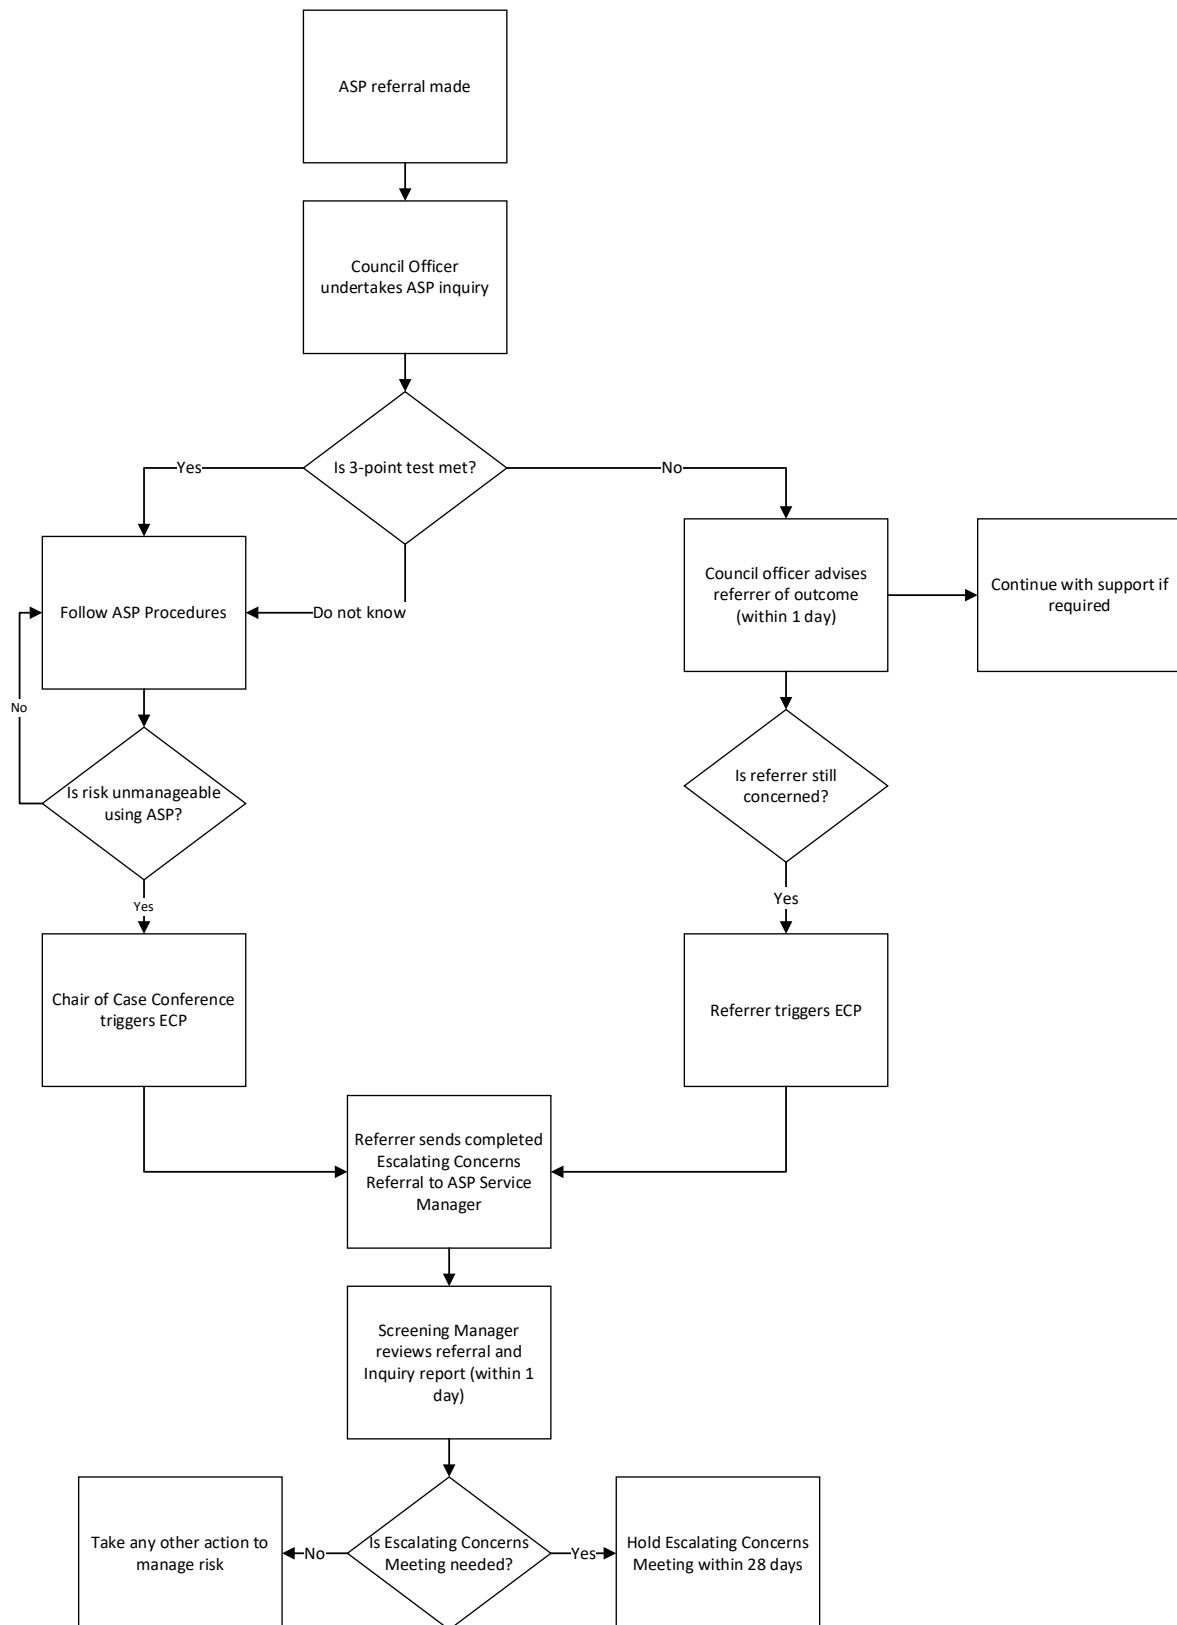 ASP referral made
Council Officer
undertakes ASP inquiry
Is 3-point test met?
Yes
No
Do not know
Follow ASP Procedures
Council officer advises
referrer of outcome
(within 1 day)
Continue with support if
required
No
Is risk unmanageable
using ASP?
Is referrer still
concerned?
Yes
Yes
Chair of Case Conference
triggers ECP
Referrer triggers ECP
Referrer sends completed
Escalating Concerns
Referral to ASP Service
Manager
Screening Manager
reviews referral and
Inquiry report (within 1
day)
Take any other action to
manage risk
No
Is Escalating Concerns
Meeting needed?
Yes
Hold Escalating Concerns
Meeting within 28 days